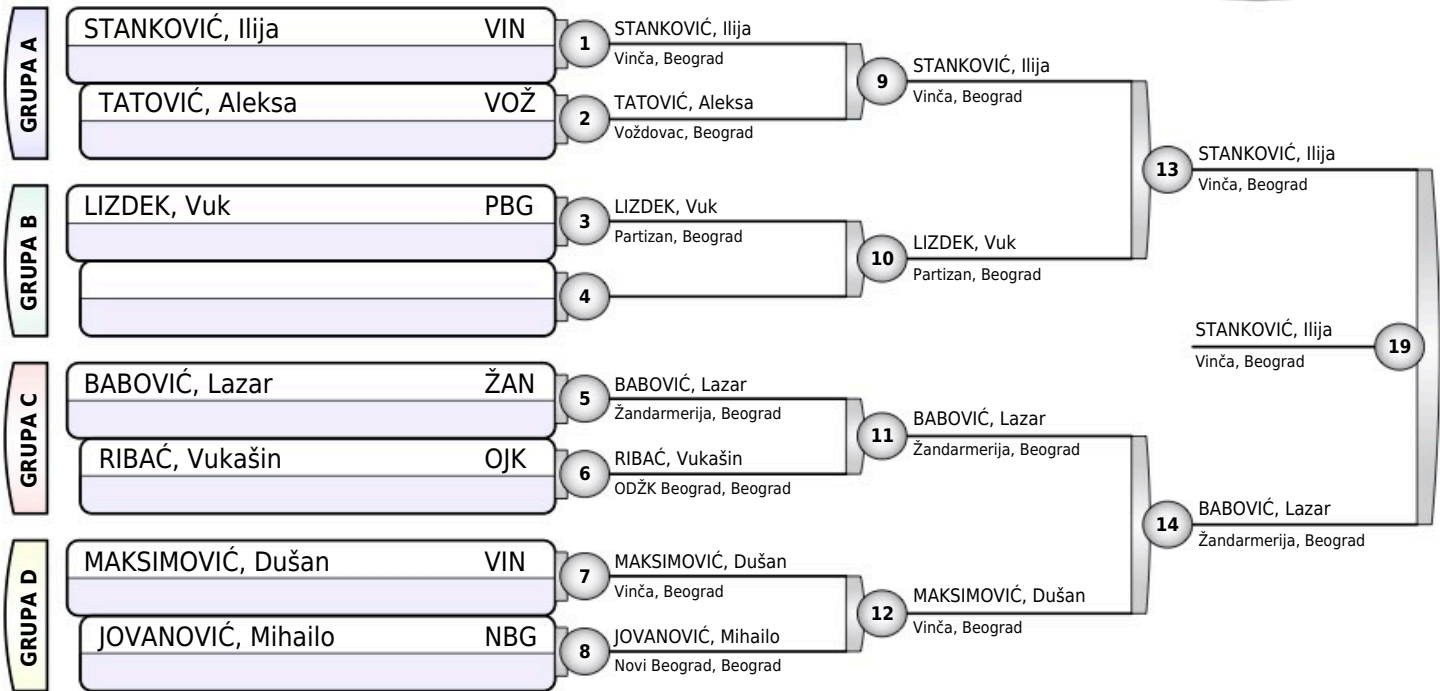 GRUPA A
STANKOVIĆ, Ilija VIN
TATOVIĆ, Aleksa VOŽ
1
STANKOVIĆ, Ilija
Vinča, Beograd
2
TATOVIĆ, Aleksa
Voždovac, Beograd
9
STANKOVIĆ, Ilija
Vinča, Beograd
GRUPA B
LIZDEK, Vuk PBG
3
LIZDEK, Vuk
Partizan, Beograd
4
10
LIZDEK, Vuk
Partizan, Beograd
13
STANKOVIĆ, Ilija
Vinča, Beograd
STANKOVIĆ, Ilija
Vinča, Beograd
19
GRUPA C
BABOVIĆ, Lazar ŽAN
RIBAĆ, Vukašin OJK
5
BABOVIĆ, Lazar
Žandarmerija, Beograd
6
RIBAĆ, Vukašin
ODŽK Beograd, Beograd
11
BABOVIĆ, Lazar
Žandarmerija, Beograd
GRUPA D
MAKSIMOVIĆ, Dušan VIN
JOVANOVIĆ, Mihailo NBG
7
MAKSIMOVIĆ, Dušan
Vinča, Beograd
8
JOVANOVIĆ, Mihailo
Novi Beograd, Beograd
12
MAKSIMOVIĆ, Dušan
Vinča, Beograd
14
BABOVIĆ, Lazar
Žandarmerija, Beograd